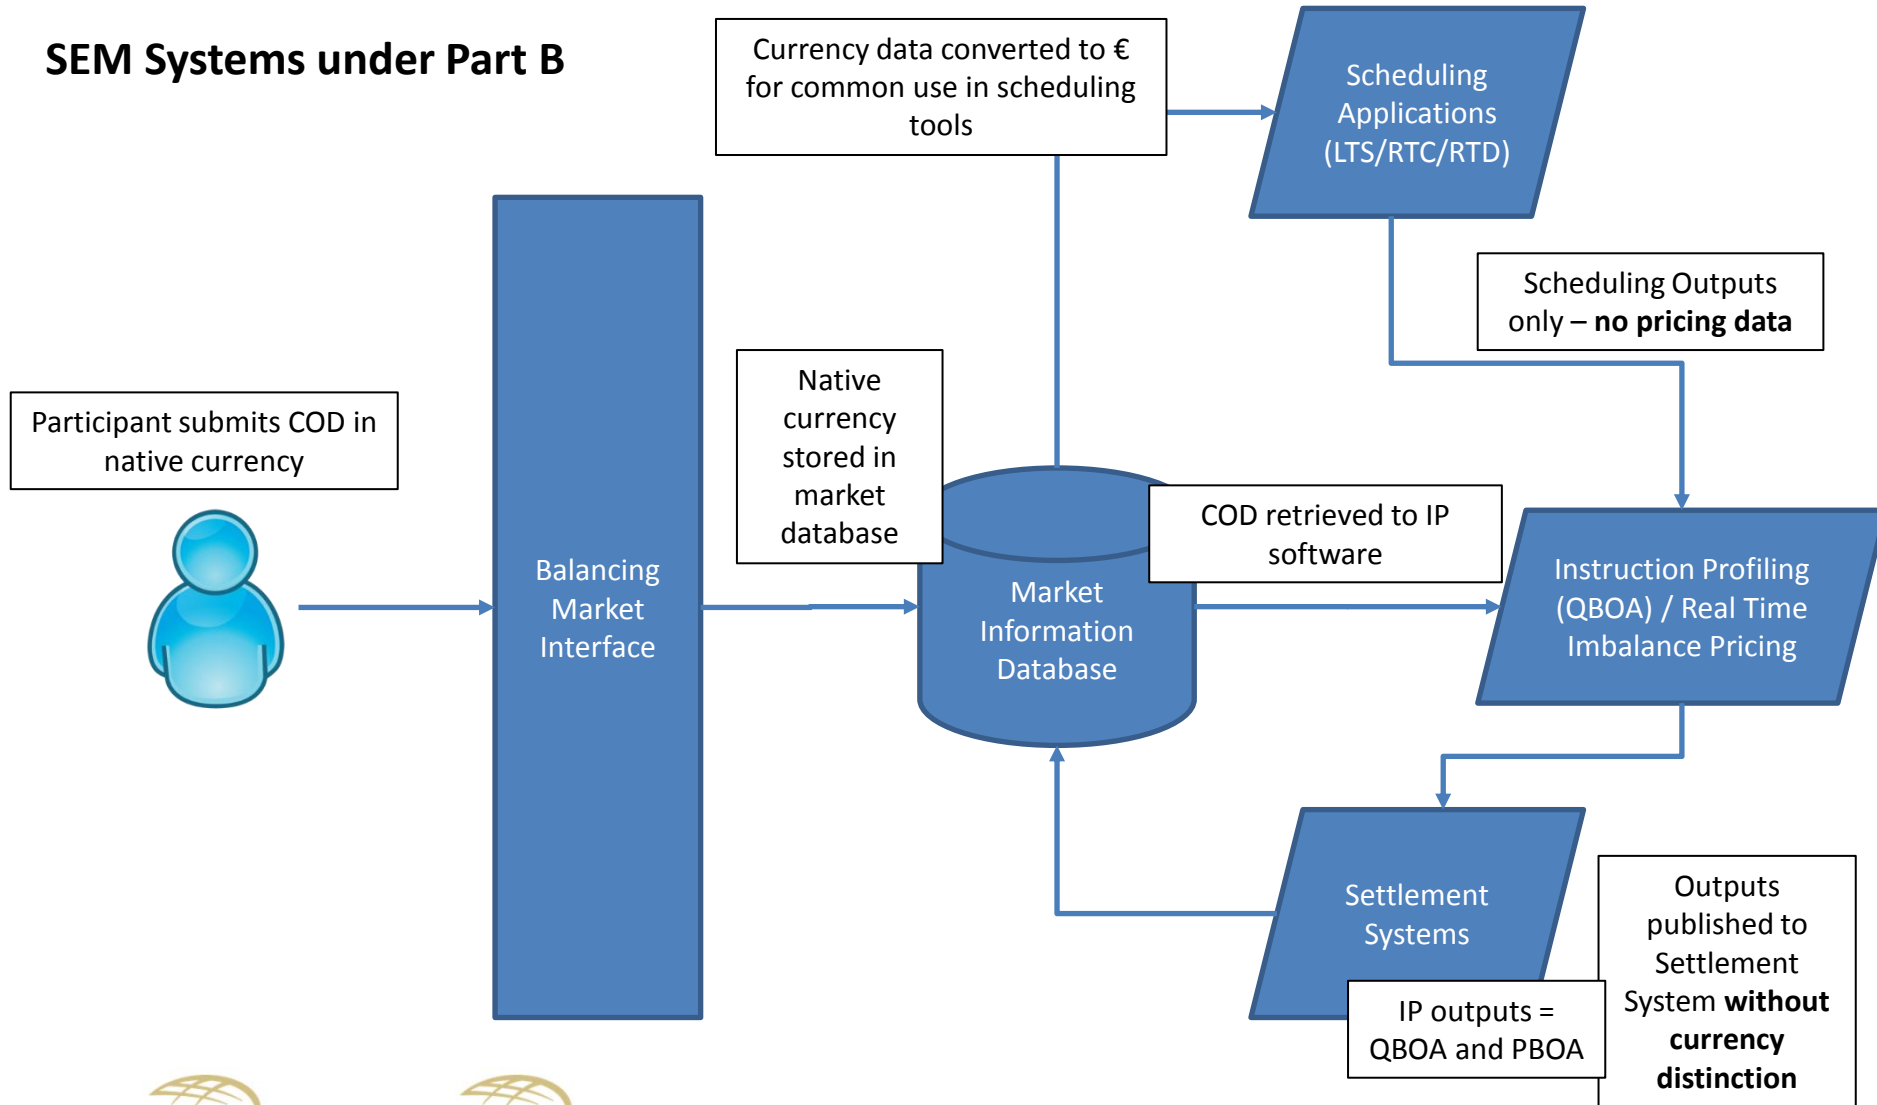 SEM Systems under Part B
Currency data converted to €
for common use in scheduling
tools
Scheduling
Applications
(LTS/RTC/RTD)
Scheduling Outputs
only – no pricing data
Participant submits COD in
native currency
Native
currency
stored in
market
database
Balancing
Market
Interface
COD retrieved to IP
software
Market
Information
Database
Instruction Profiling
(QBOA) / Real Time
Imbalance Pricing
Settlement
Systems
IP outputs =
QBOA and PBOA
Outputs
published to
Settlement
System without
currency
distinction